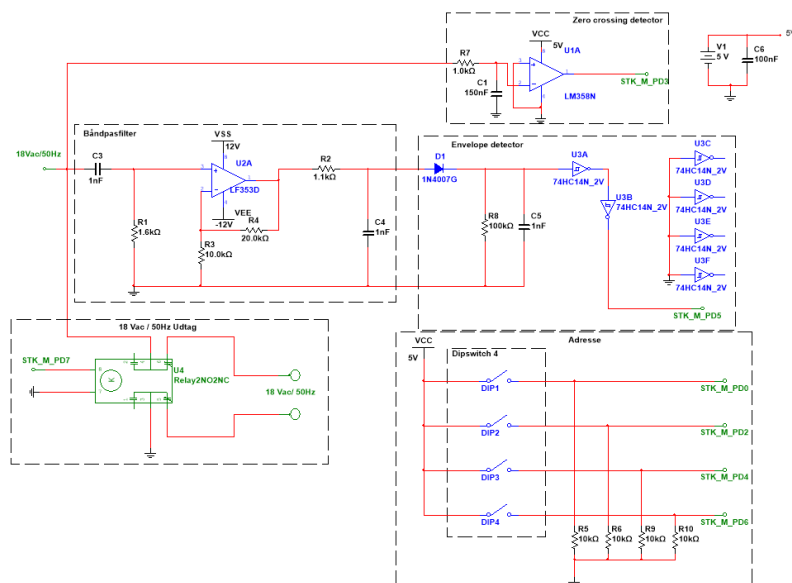 Zero crossing detector
VCC
5V
U1A
R7
1.0kΩ
C1
150nF
LM358N
STK_M_PD3
5V
V1
5 V
C6
100nF
18Vac/50Hz
Båndpasfilter
C3
1nF
R1
1.6kΩ
VSS
12V
U2A
LF353D
VEE
-12V
R4
20.0kΩ
R3
10.0kΩ
R2
1.1kΩ
C4
1nF
Envelope detector
D1
1N4007G
R8
100kΩ
C5
1nF
U3A
74HC14N_2V
U3B
74HC14N_2V
U3C
74HC14N_2V
U3D
74HC14N_2V
U3E
74HC14N_2V
U3F
74HC14N_2V
STK_M_PD5
18 Vac / 50Hz Udtag
STK_M_PD7
K
U4
Relay2NO2NC
18 Vac/ 50Hz
Adresse
VCC
5V
Dipswitch 4
DIP1
STK_M_PD0
DIP2
STK_M_PD2
DIP3
STK_M_PD4
DIP4
STK_M_PD6
R5
10kΩ
R6
10kΩ
R9
10kΩ
R10
10kΩ